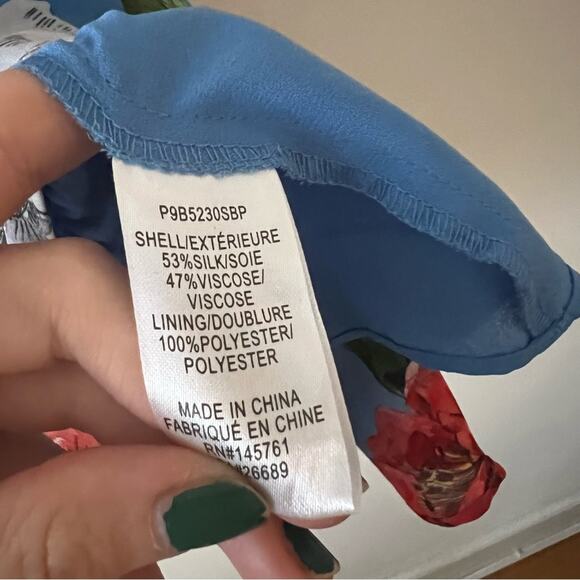 P9B5230SBP
SHELL/EXTÉRIEURE
53%SILK/SOIE
47%VISCOSE/
VISCOSE
LINING/DOUBLURE
100%POLYESTER/
POLYESTER
MADE IN CHINA
FABRIQUÉ EN CHINE
RN#145761
#26689